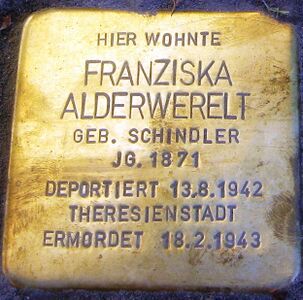 HIER WOHNTE
FRANZISKA
ALDERWERELT
GEB. SCHINDLER
JG. 1871
DEPORTIERT 13.8.1942
THERESIENSTADT
ERMORDET 18.2.1943